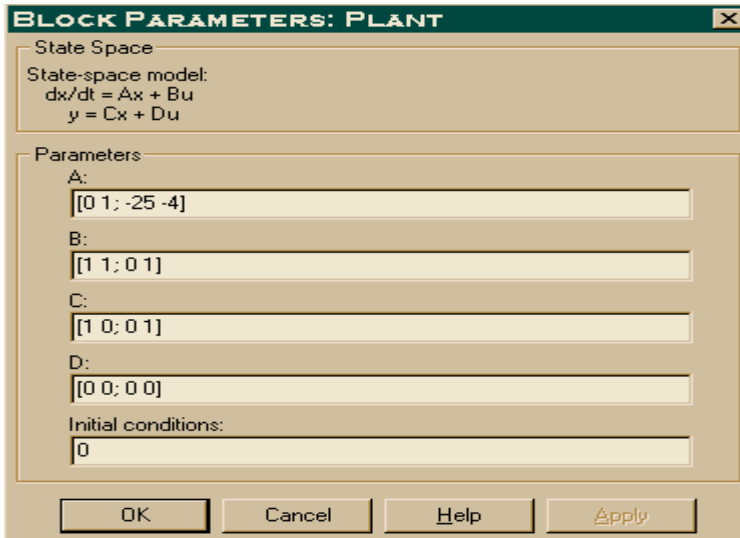 BLOCK PARAMETERS: PLANT
State Space
State-space model:
dx/dt = Ax + Bu
y = Cx + Du
Parameters
A:
[0 1; -25 -4]
B:
[1 1; 0 1]
C:
[1 0; 0 1]
D:
[0 0; 0 0]
Initial conditions:
0
OK Cancel Help Apply